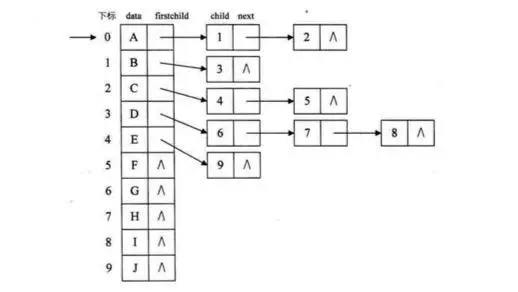 下标 data firstchild child next
0 A 1 2 ∧
1 B 3 ∧
2 C 4 5 ∧
3 D 6 7 8 ∧
4 E 9 ∧
5 F ∧
6 G ∧
7 H ∧
8 I ∧
9 J ∧